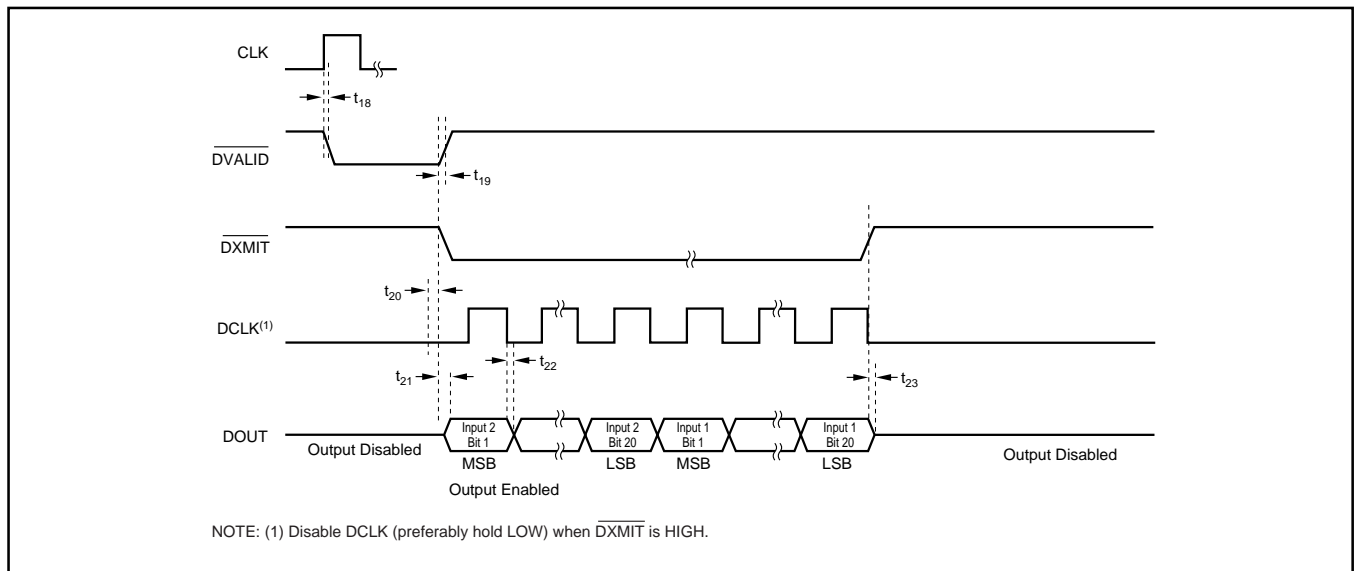 CLK
t18
DVALID
t19
DXMIT
t20
DCLK(1)
t22
t21
t23
DOUT
Output Disabled
Input 2
Bit 1
Input 2
Bit 20
Input 1
Bit 1
Input 1
Bit 20
Output Disabled
MSB
LSB
MSB
LSB
Output Enabled
NOTE: (1) Disable DCLK (preferably hold LOW) when DXMIT is HIGH.